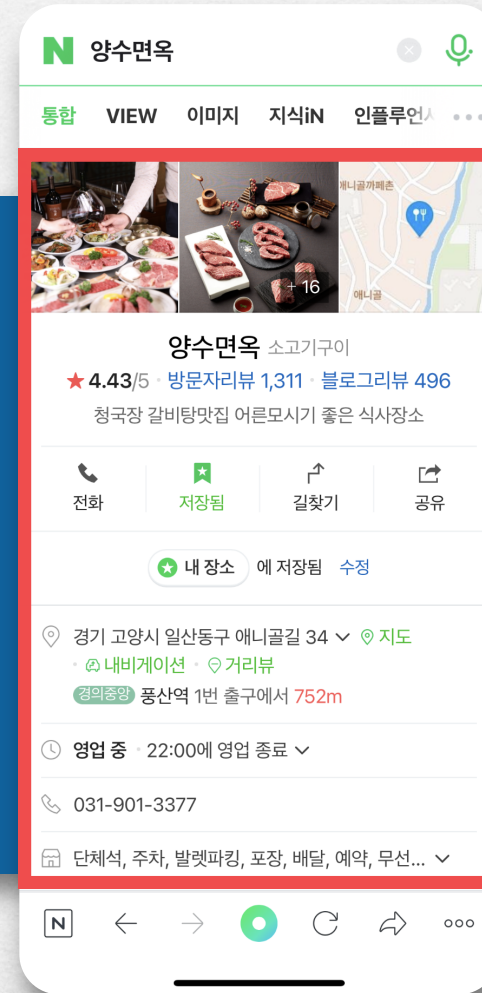 N 양수면옥
통합 VIEW 이미지 지식iN 인플루언
애니골까페촌
애니골
+ 16
양수면옥 소고기구이
★ 4.43/5 · 방문자리뷰 1,311 · 블로그리뷰 496
청국장 갈비탕맛집 어른모시기 좋은 식사장소
전화 저장됨 길찾기 공유
내 장소 에 저장됨 수정
경기 고양시 일산동구 애니골길 34 지도
· 내비게이션 · 거리뷰
경의중앙 풍산역 1번 출구에서 752m
영업 중 · 22:00에 영업 종료
031-901-3377
단체석, 주차, 발렛파킹, 포장, 배달, 예약, 무선...
N